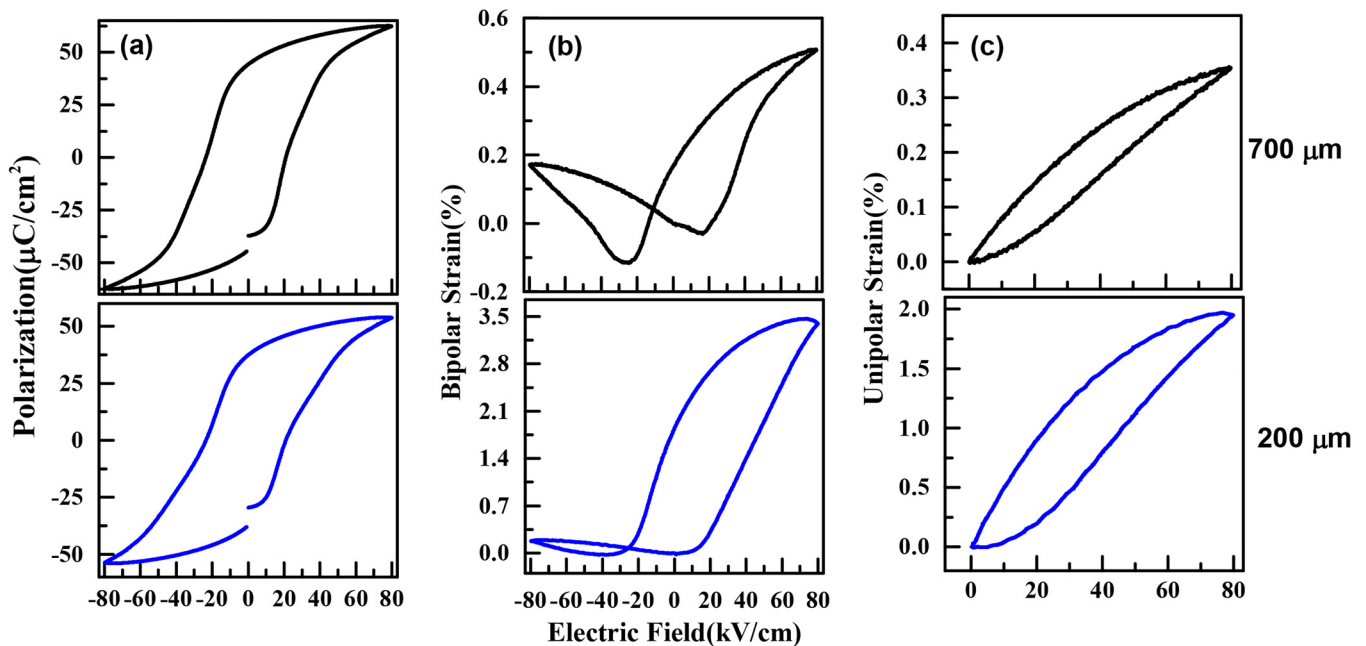 (a)
50
25
0
-25
-50
50
25
0
-25
-50
-80 -60 -40 -20 0 20 40 60 80
Polarization(μC/cm²)
(b)
0.6
0.4
0.2
0.0
-0.2
3.5
2.8
2.1
1.4
0.7
0.0
-80 -60 -40 -20 0 20 40 60 80
Bipolar Strain(%)
Electric Field(kV/cm)
(c)
0.4
0.3
0.2
0.1
0.0
2.0
1.5
1.0
0.5
0.0
0 20 40 60 80
Unipolar Strain(%)
700 μm
200 μm